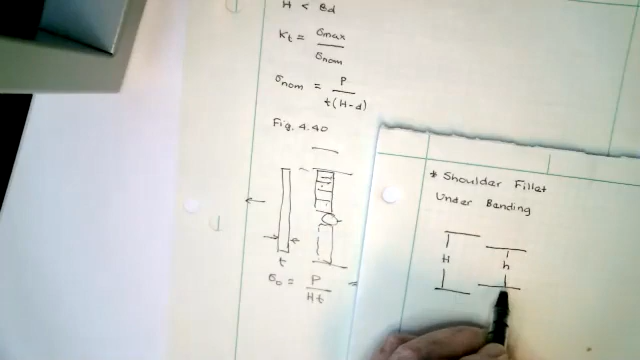 H < 8d
Kt = σmax / σnom
σnom = P / t(H-d)
Fig. 4.40
t
σ0 = P / Ht
* Shoulder Fillet
Under Bending
H
h